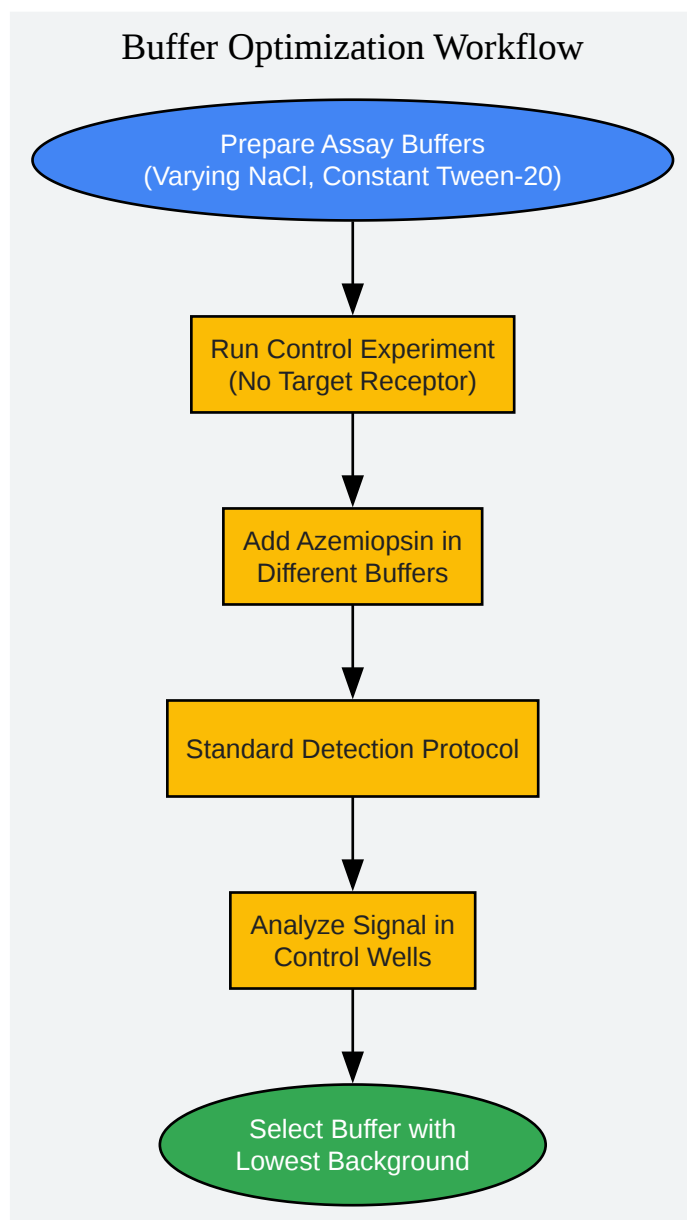 Buffer Optimization Workflow
Prepare Assay Buffers
(Varying NaCl, Constant Tween-20)
Run Control Experiment
(No Target Receptor)
Add Azemiopsin in
Different Buffers
Standard Detection Protocol
Analyze Signal in
Control Wells
Select Buffer with
Lowest Background